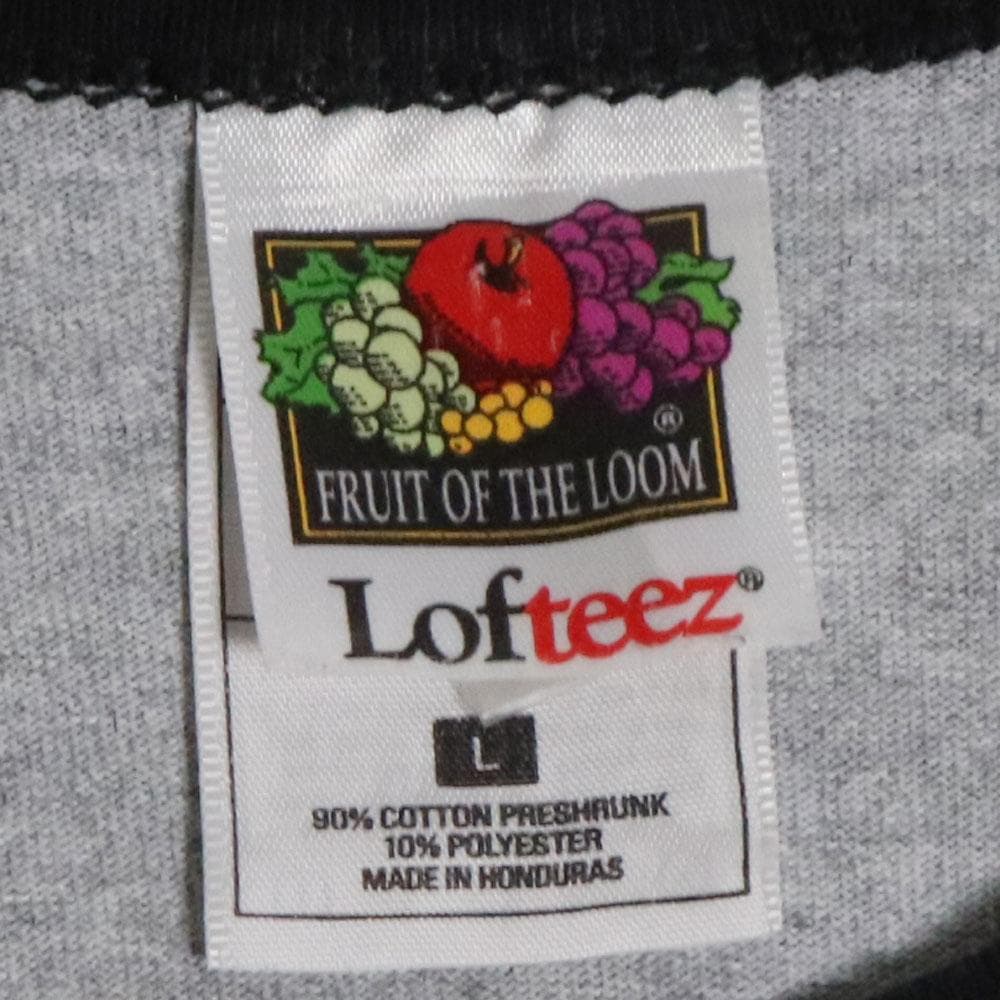 ®
FRUIT OF THE LOOM
Lofteez®
L
90% COTTON PRESHRUNK
10% POLYESTER
MADE IN HONDURAS